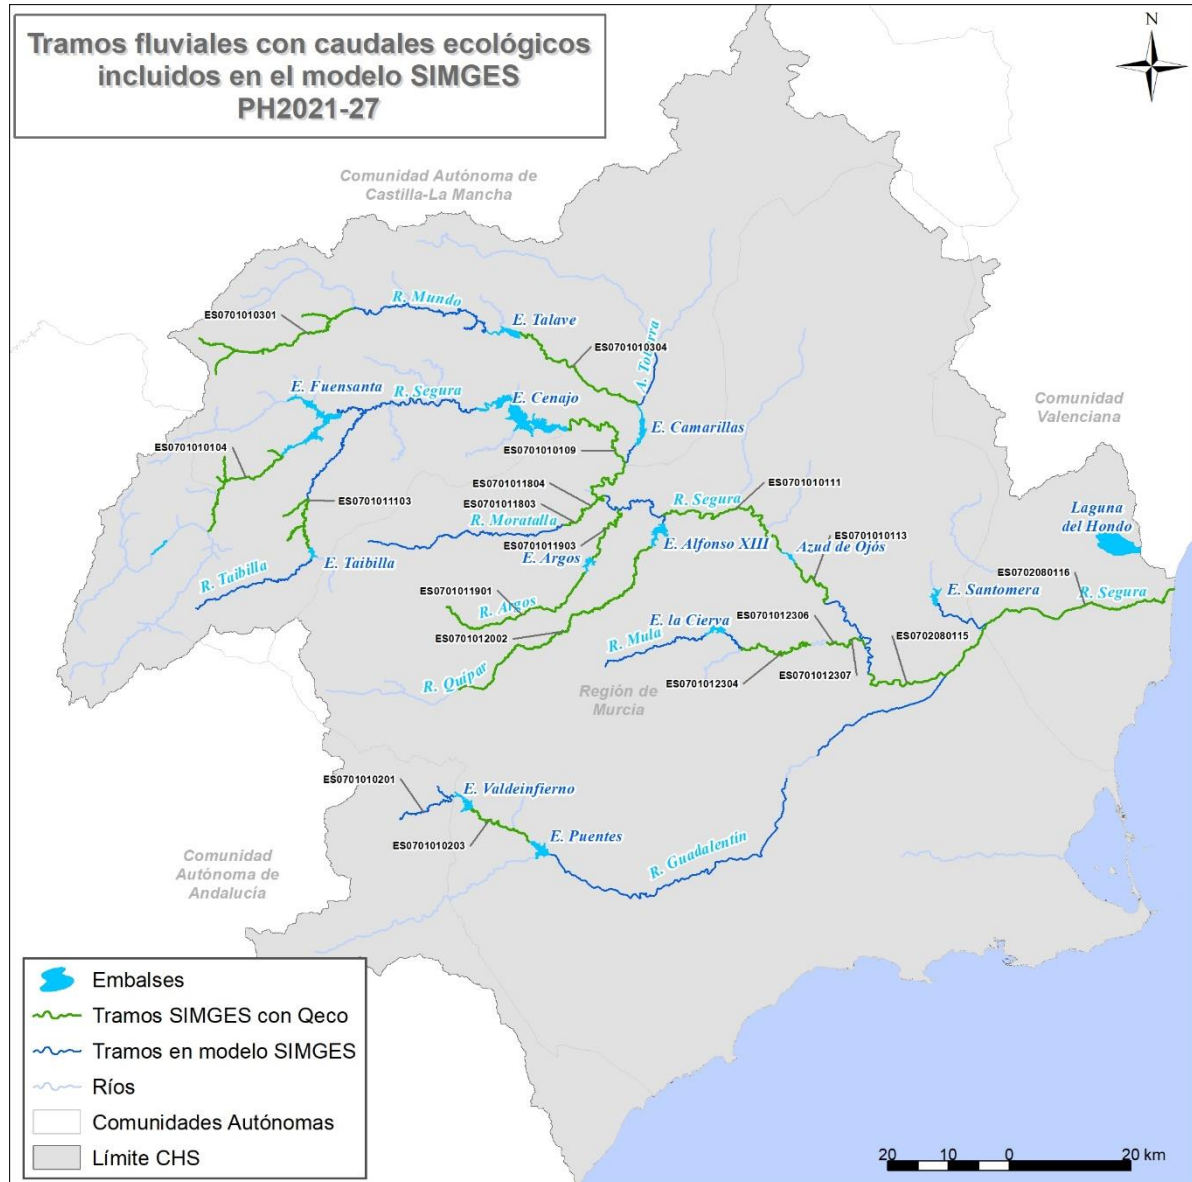 Tramos fluviales con caudales ecológicos
incluidos en el modelo SIMGES
PH2021-27
N
Comunidad Autónoma de
Castilla-La Mancha
R. Mundo
ES0701010301
E. Talave
ES0701010304
A. Tobarra
E. Fuensanta
R. Segura
E. Cenajo
Comunidad
Valenciana
E. Camarillas
ES0701010104
ES0701010109
ES0701011804
ES0701011103
ES0701011803
R. Segura
ES0701010111
R. Moratalla
Laguna
del Hondo
ES0701011903
E. Alfonso XIII
Azud de Ojós
ES0701010113
E. Argos
E. Taibilla
R. Taibilla
ES0702080116
E. Santomera
R. Segura
ES0701011901
R. Argos
E. la Cierva
ES0701012306
ES0701012002
R. Mula
ES0702080115
R. Quípar
ES0701012304
ES0701012307
Región de
Murcia
ES0701010201
E. Valdeinfierno
E. Puentes
ES0701010203
R. Guadalentín
Comunidad
Autónoma de
Andalucía
Embalses
Tramos SIMGES con Qeco
Tramos en modelo SIMGES
Ríos
Comunidades Autónomas
Límite CHS
20 10 0 20 km